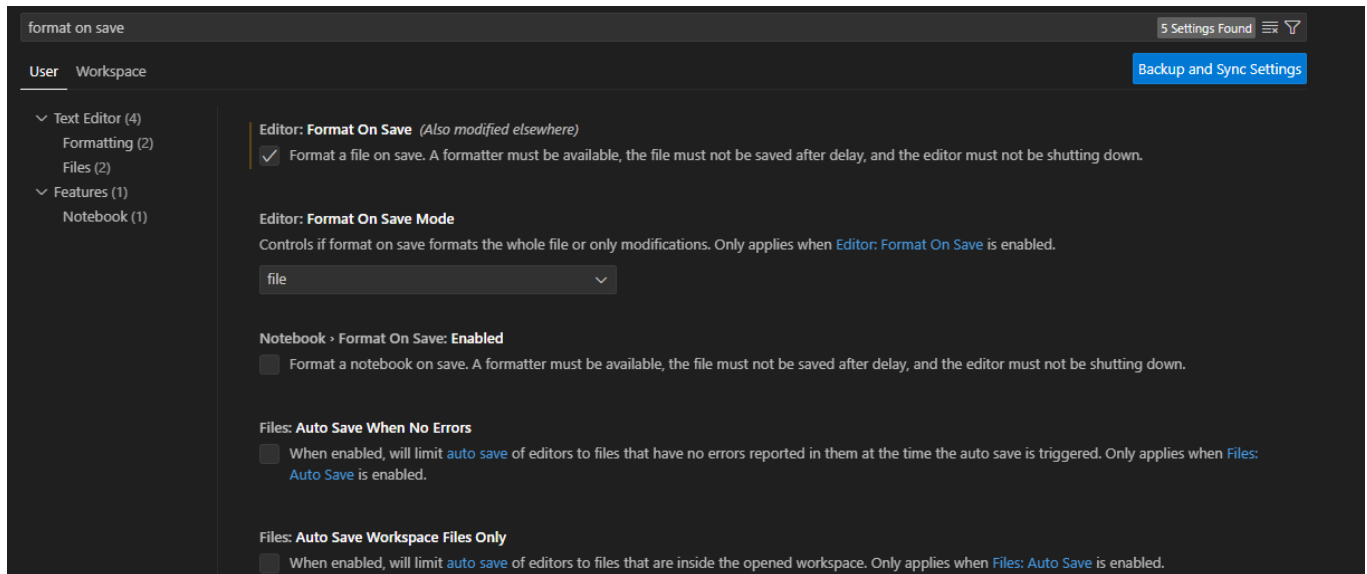 format on save
5 Settings Found
User Workspace
Backup and Sync Settings
Text Editor (4)
Formatting (2)
Files (2)
Features (1)
Notebook (1)
Editor: Format On Save (Also modified elsewhere)
Format a file on save. A formatter must be available, the file must not be saved after delay, and the editor must not be shutting down.
Editor: Format On Save Mode
Controls if format on save formats the whole file or only modifications. Only applies when Editor: Format On Save is enabled.
file
Notebook › Format On Save: Enabled
Format a notebook on save. A formatter must be available, the file must not be saved after delay, and the editor must not be shutting down.
Files: Auto Save When No Errors
When enabled, will limit auto save of editors to files that have no errors reported in them at the time the auto save is triggered. Only applies when Files:
Auto Save is enabled.
Files: Auto Save Workspace Files Only
When enabled, will limit auto save of editors to files that are inside the opened workspace. Only applies when Files: Auto Save is enabled.